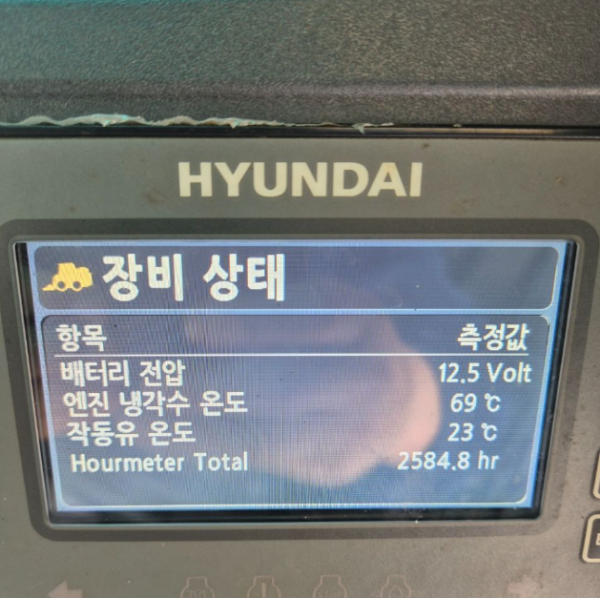 HYUNDAI
장비 상태
항목 측정값
배터리 전압 12.5 Volt
엔진 냉각수 온도 69 ℃
작동유 온도 23 ℃
Hourmeter Total 2584.8 hr